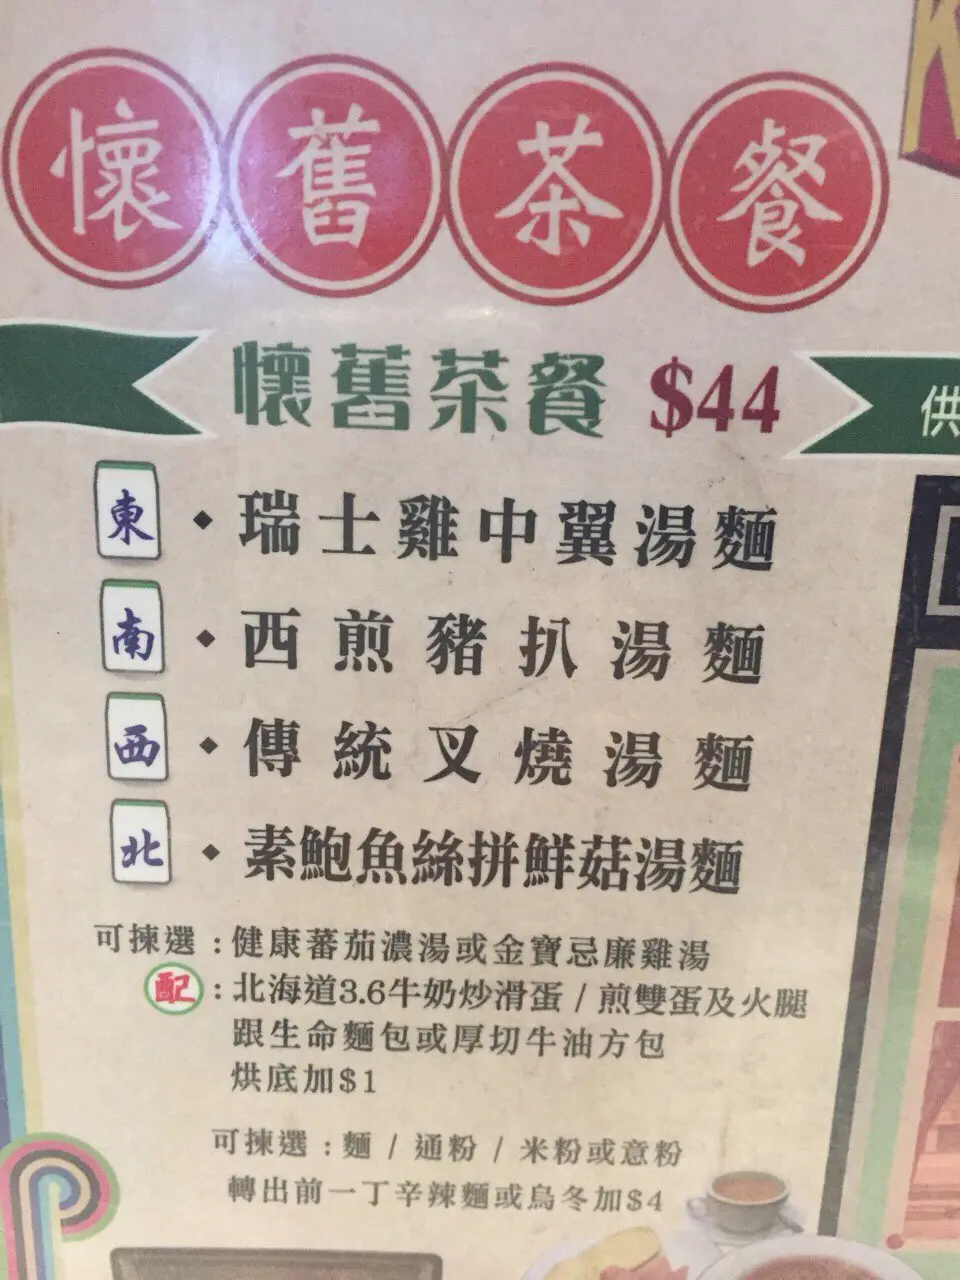 懷舊茶餐
懷舊茶餐 $44
供
東・瑞士雞中翼湯麵
南・西煎豬扒湯麵
西・傳統叉燒湯麵
北・素鮑魚絲拼鮮菇湯麵
可揀選：健康蕃茄濃湯或金寶忌廉雞湯
配：北海道3.6牛奶炒滑蛋 / 煎雙蛋及火腿
跟生命麵包或厚切牛油方包
烘底加$1
可揀選：麵 / 通粉 / 米粉或意粉
轉出前一丁辛辣麵或烏冬加$4